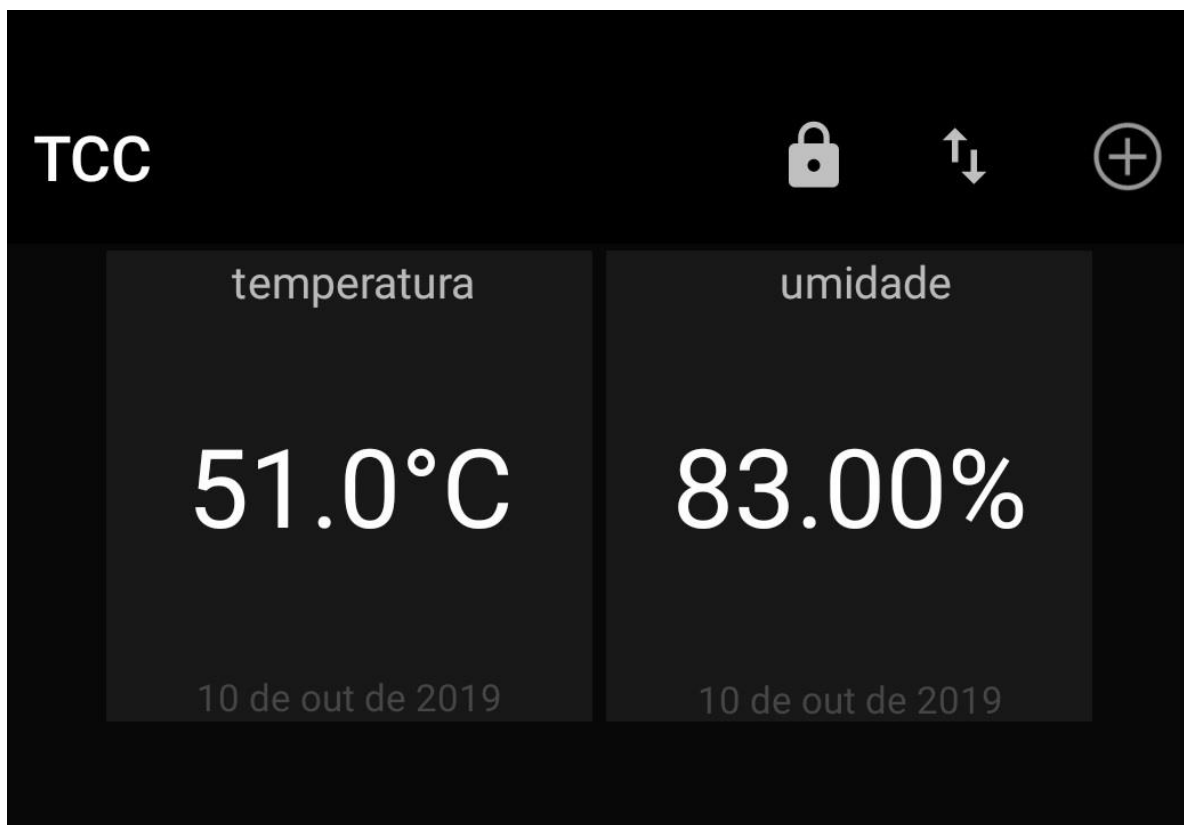 TCC
temperatura
umidade
51.0°C
83.00%
10 de out de 2019
10 de out de 2019